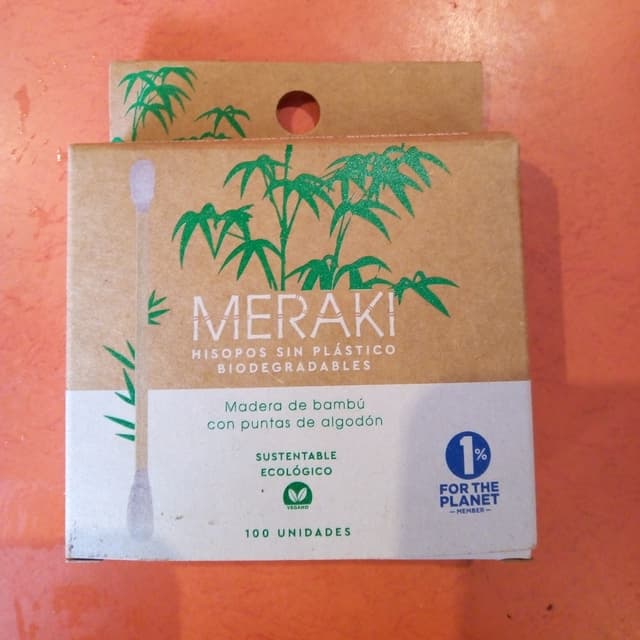 MERAKI
HISOPOS SIN PLÁSTICO
BIODEGRADABLES
Madera de bambú
con puntas de algodón
SUSTENTABLE
ECOLÓGICO
VEGANO
100 UNIDADES
1%
FOR THE
PLANET
MEMBER